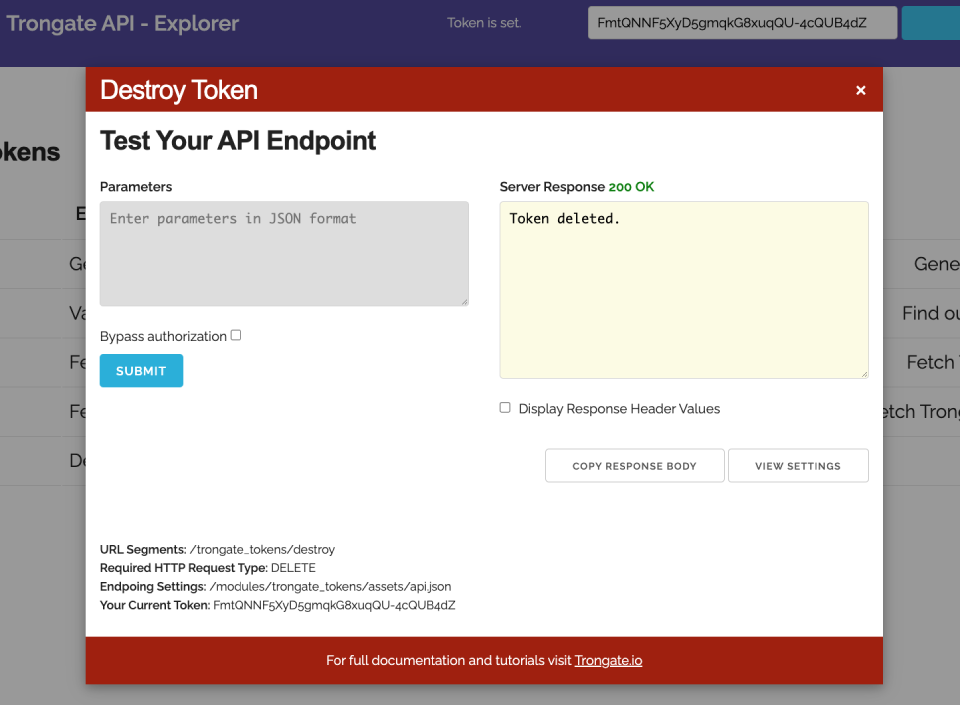 Trongate API - Explorer
Token is set.
FmtQNNF5XyD5gmqkG8xuqQU-4cQUB4dZ
Destroy Token
×
Test Your API Endpoint
Parameters
Enter parameters in JSON format
Bypass authorization
SUBMIT
Server Response 200 OK
Token deleted.
Display Response Header Values
COPY RESPONSE BODY
VIEW SETTINGS
URL Segments: /trongate_tokens/destroy
Required HTTP Request Type: DELETE
Endpoing Settings: /modules/trongate_tokens/assets/api.json
Your Current Token: FmtQNNF5XyD5gmqkG8xuqQU-4cQUB4dZ
For full documentation and tutorials visit Trongate.io
okens
E
Ge
Gene
Va
Find ou
Fe
Fetch T
Fe
etch Trong
De